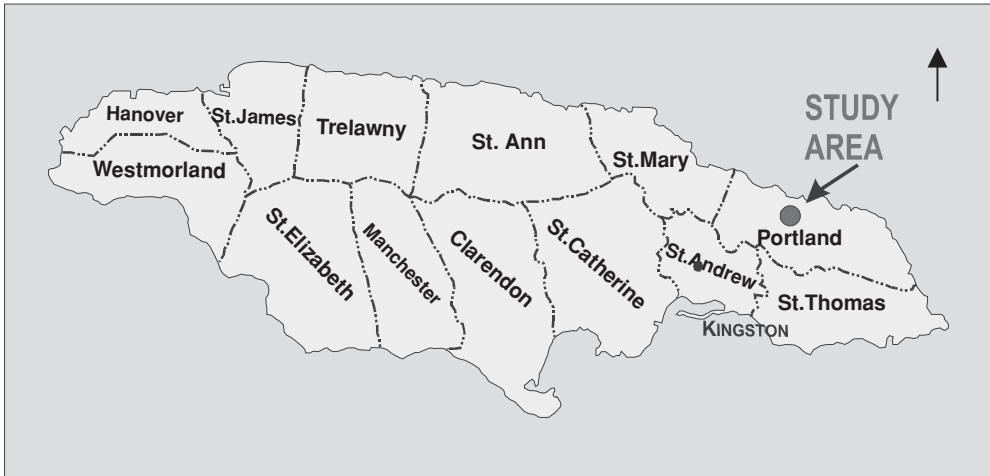 STUDY
AREA
Hanover
St.James
Trelawny
St. Ann
St.Mary
Westmorland
St.Elizabeth
Manchester
Clarendon
St.Catherine
St.Andrew
Portland
St.Thomas
KINGSTON